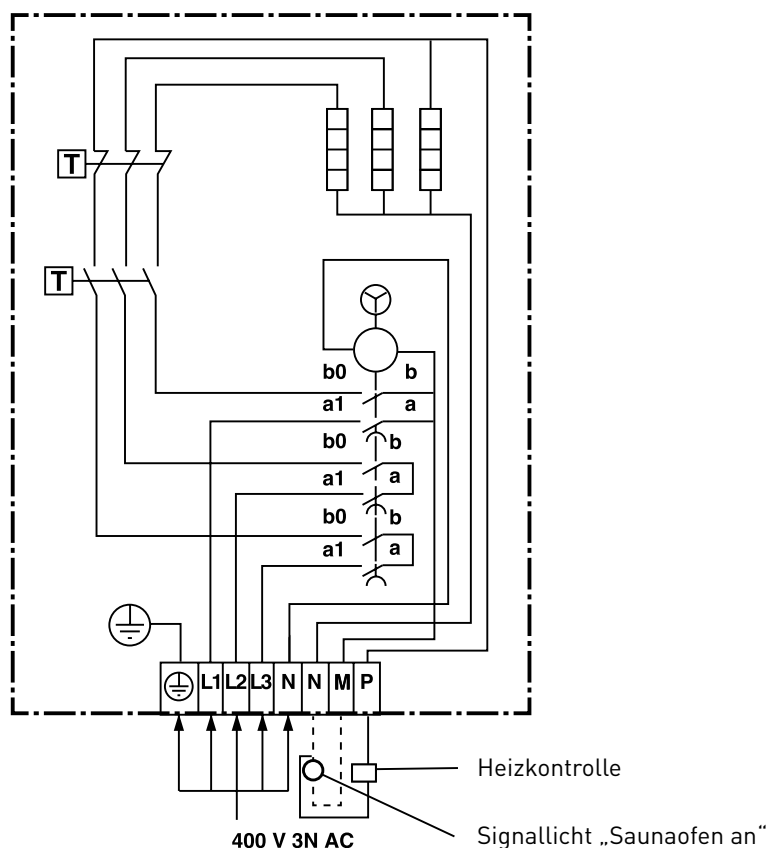 T
T
b0 b
a1 a
b0 b
a1 a
b0 b
a1 a
L1 L2 L3 N N M P
Heizkontrolle
400 V 3N AC
Signallicht „Saunaofen an“